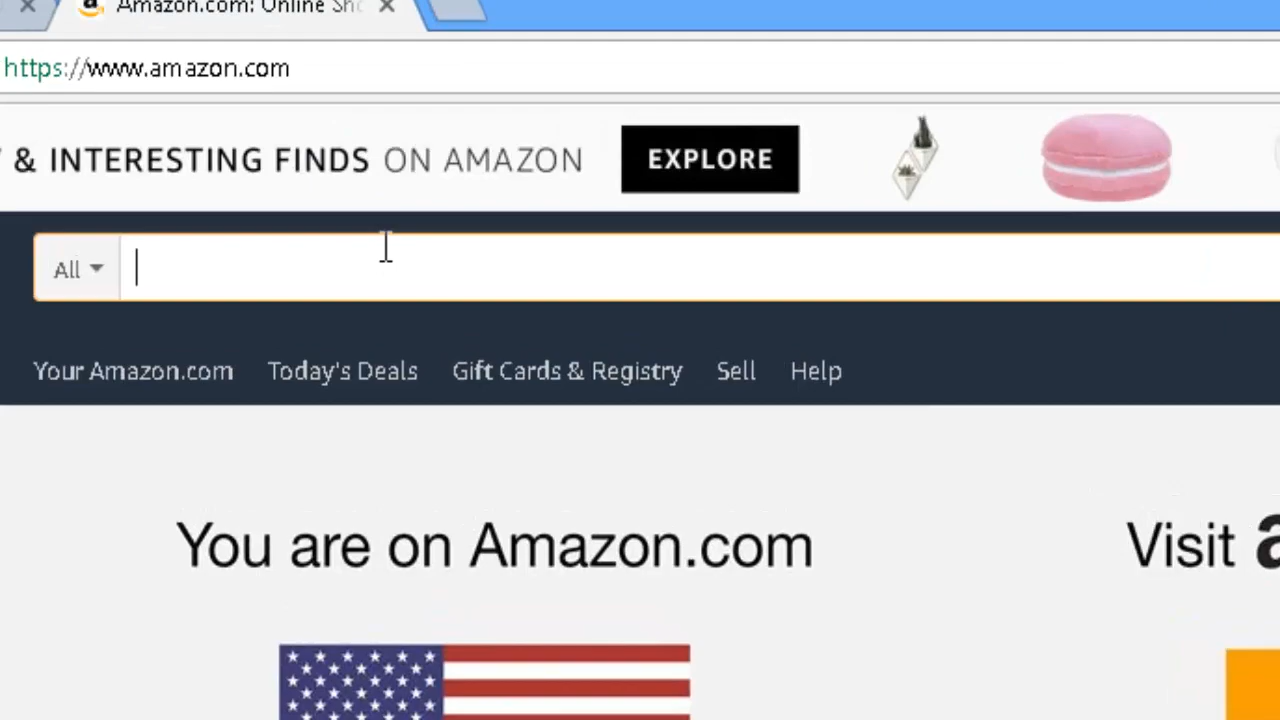 Amazon.com: Online Sho
https://www.amazon.com
& INTERESTING FINDS ON AMAZON
EXPLORE
All
Your Amazon.com Today's Deals Gift Cards & Registry Sell Help
You are on Amazon.com
Visit a